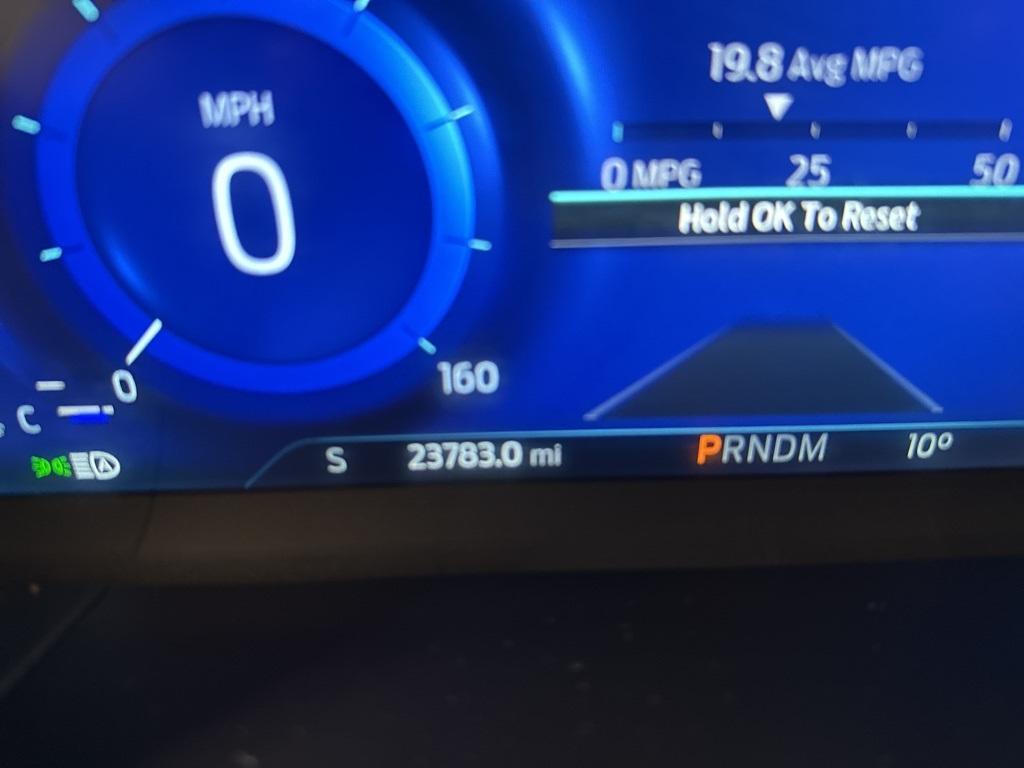 19.8 Avg MPG
MPH
0
0 MPG 25 50
Hold OK To Reset
0
160
C
S 23783.0 mi PRNDM 10°